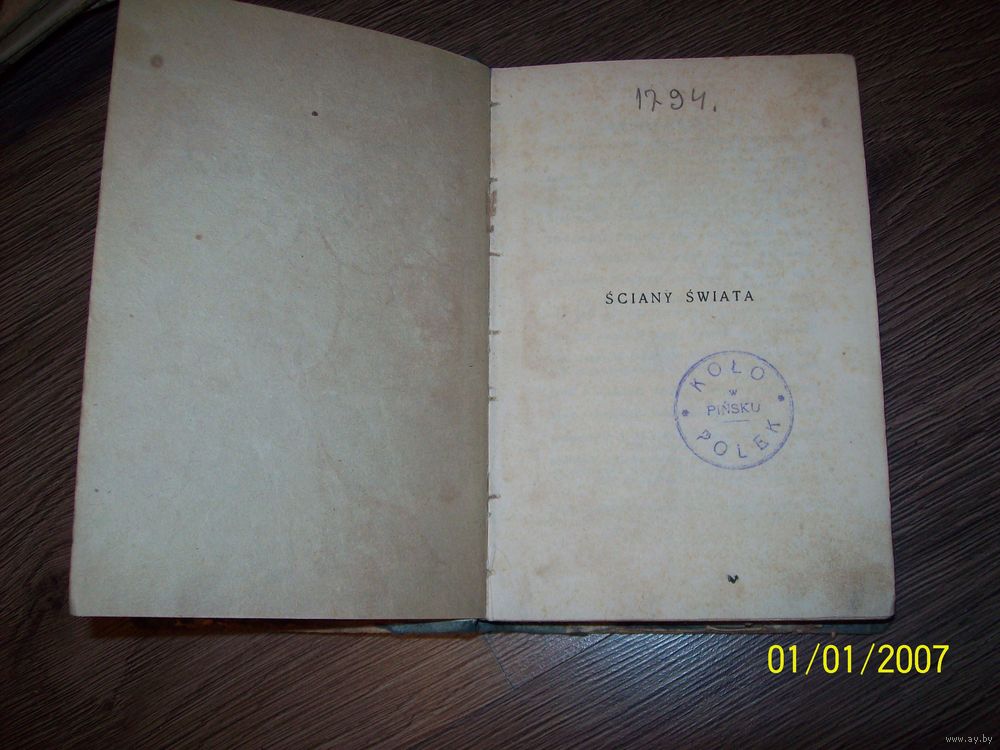 1794.
ŚCIANY ŚWIATA
KOŁO
w
PIŃSKU
POLEK
01/01/2007
www.ay.by